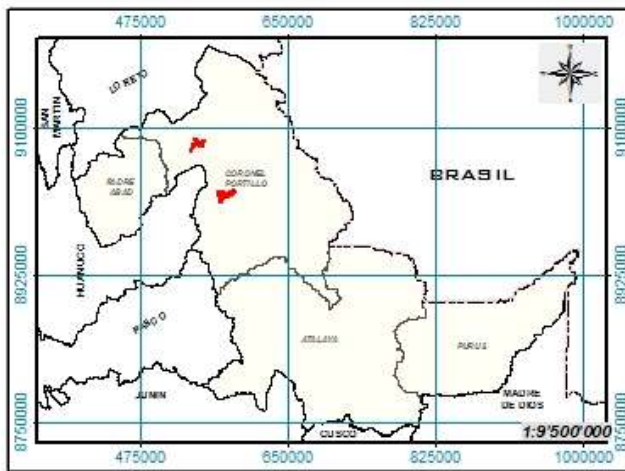 475000 650000 825000 1000000
LORETO
SAN
MARTIN
9100000 9100000
PADRE
ABAD
CORONEL
PORTILLO
BRASIL
HUANUCO
8925000 8925000
PASCO
ATALAYA
PURUS
JUNIN
MADRE
DE DIOS
CUSCO
1:9'500'000
8750000 8750000
475000 650000 825000 1000000